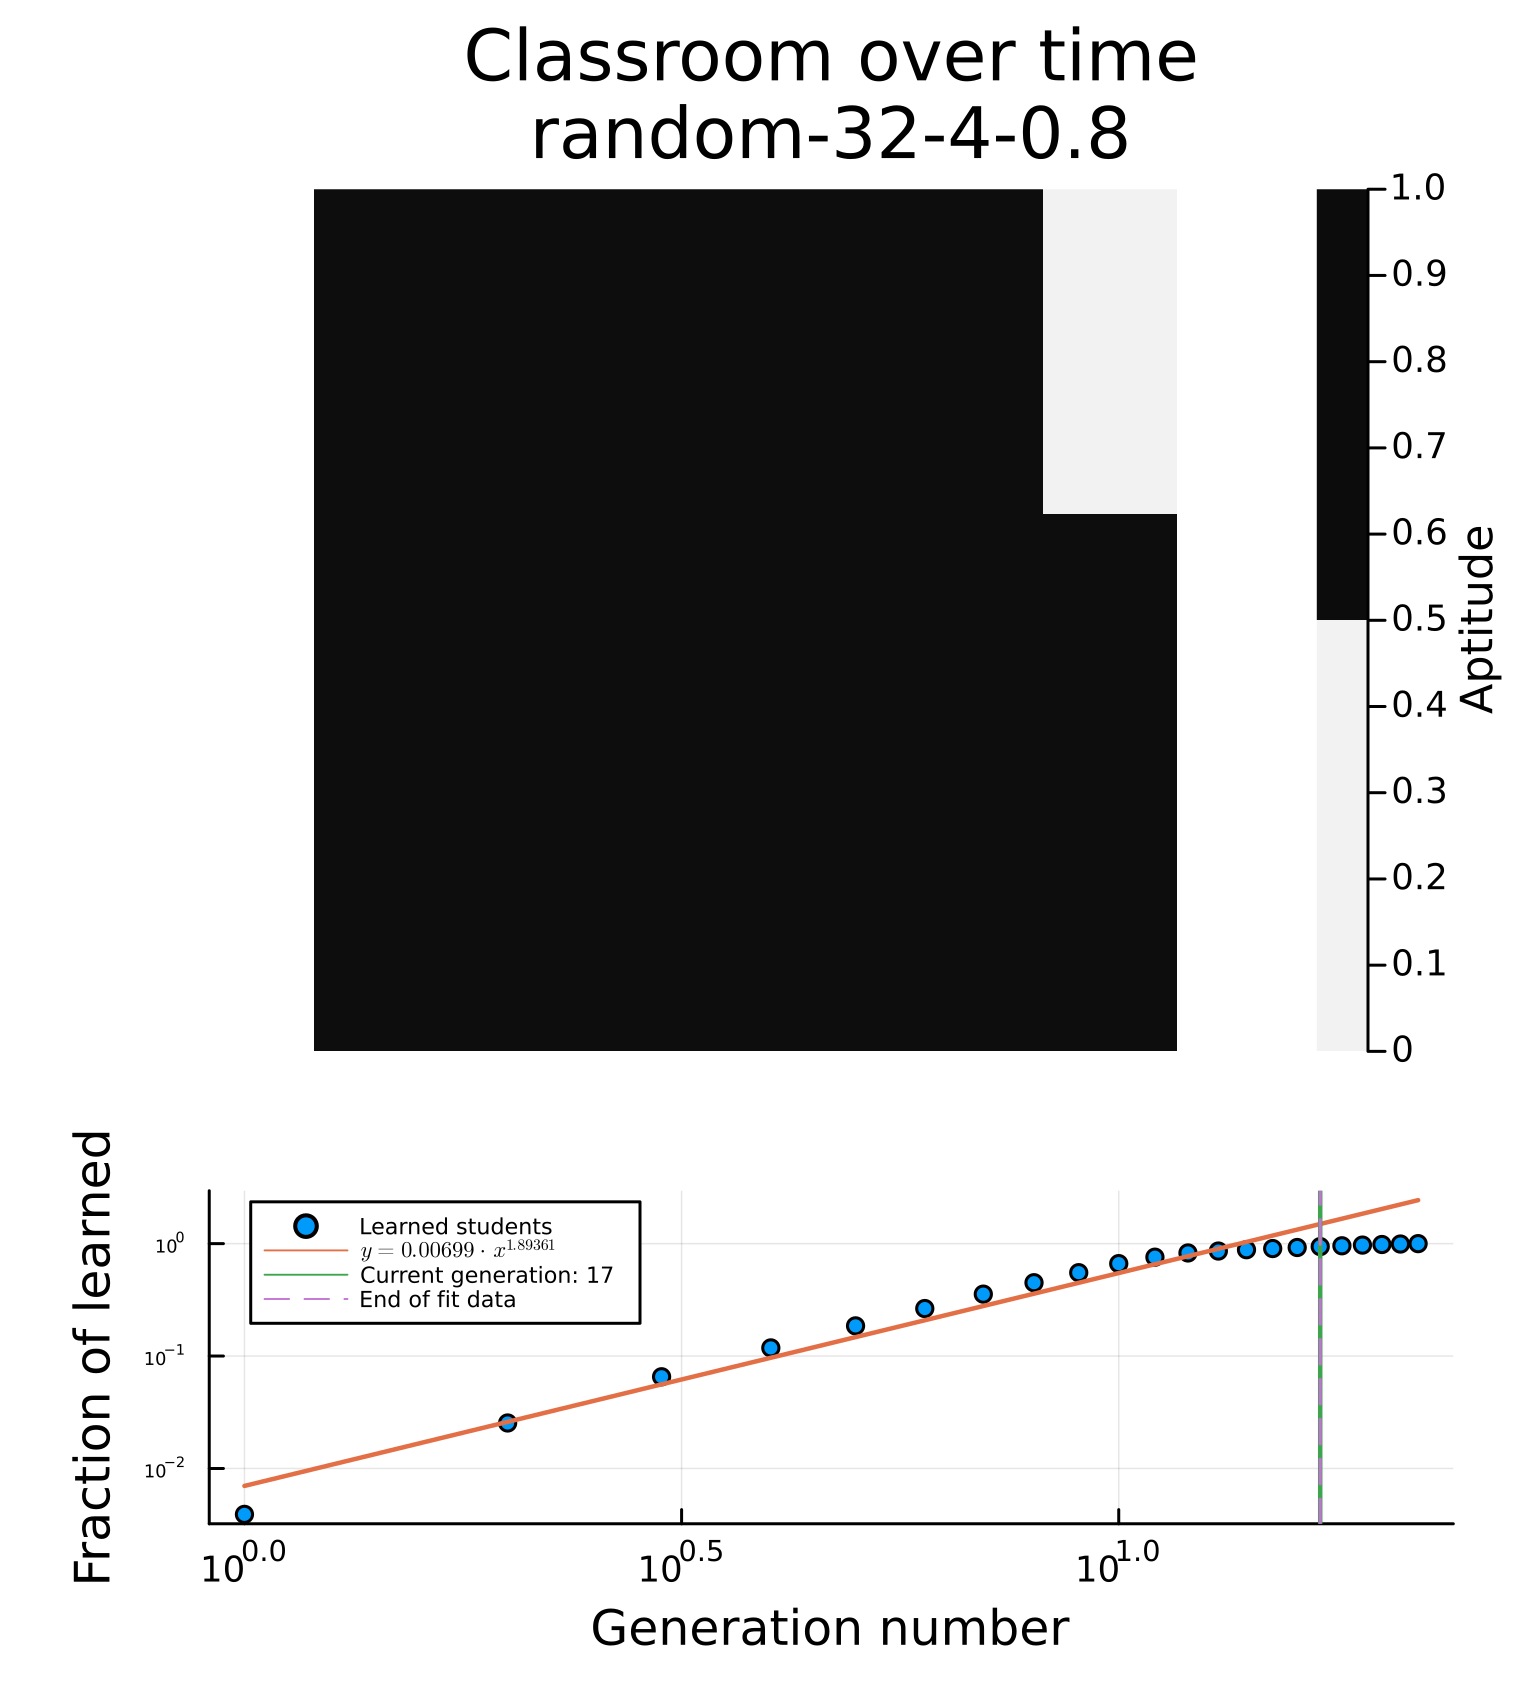 Classroom over time
random-32-4-0.8
1.0
0.9
0.8
0.7
0.6
0.5
0.4
0.3
0.2
0.1
0
Aptitude
Fraction of learned
10⁰
10⁻¹
10⁻²
Learned students
y = 0.00699 · x^1.89361
Current generation: 17
End of fit data
10^0.0
10^0.5
10^1.0
Generation number